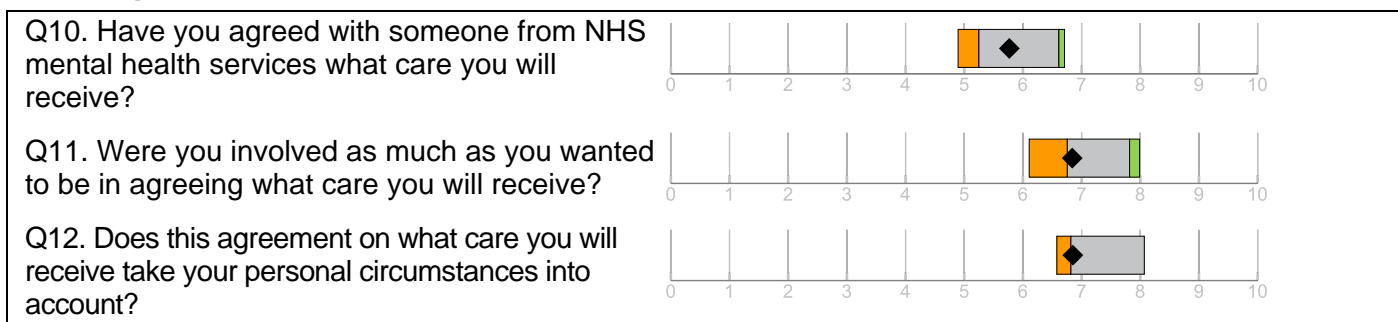 Q10. Have you agreed with someone from NHS
mental health services what care you will
receive?
0 1 2 3 4 5 6 7 8 9 10
Q11. Were you involved as much as you wanted
to be in agreeing what care you will receive?
0 1 2 3 4 5 6 7 8 9 10
Q12. Does this agreement on what care you will
receive take your personal circumstances into
account?
0 1 2 3 4 5 6 7 8 9 10